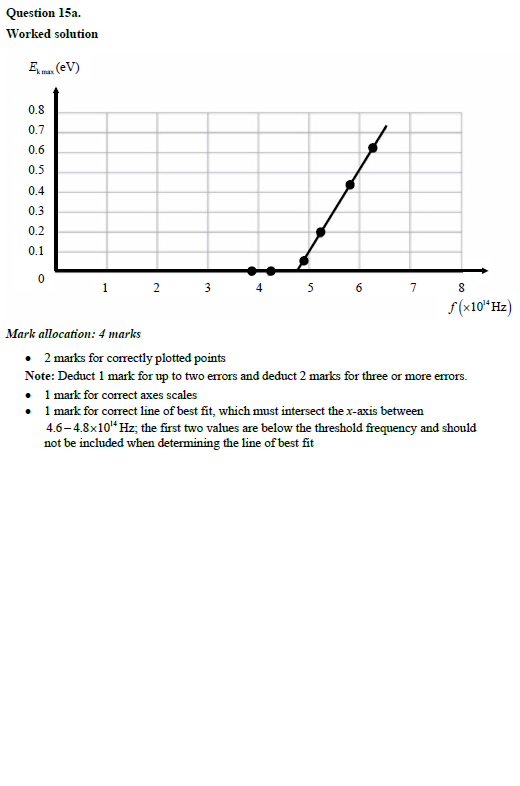 Question 15a.
Worked solution
Eₖ ₘₐₓ (eV)
0.8
0.7
0.6
0.5
0.4
0.3
0.2
0.1
0
1 2 3 4 5 6 7 8
f (×10¹⁴ Hz)
Mark allocation: 4 marks
• 2 marks for correctly plotted points
Note: Deduct 1 mark for up to two errors and deduct 2 marks for three or more errors.
• 1 mark for correct axes scales
• 1 mark for correct line of best fit, which must intersect the x-axis between
4.6–4.8×10¹⁴ Hz; the first two values are below the threshold frequency and should
not be included when determining the line of best fit